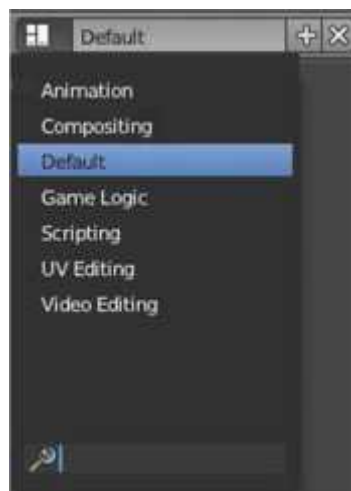 Default
Animation
Compositing
Default
Game Logic
Scripting
UV Editing
Video Editing